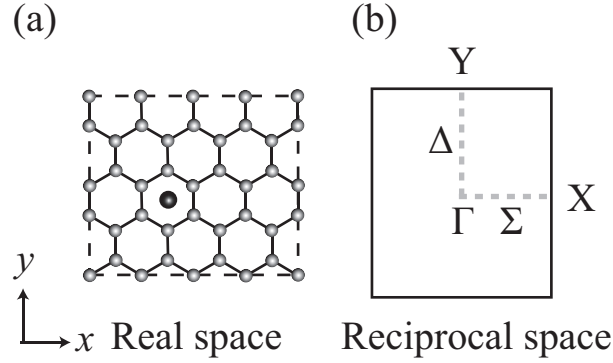 (a)
(b)
Y
Δ
X
Γ Σ
y
x Real space
Reciprocal space